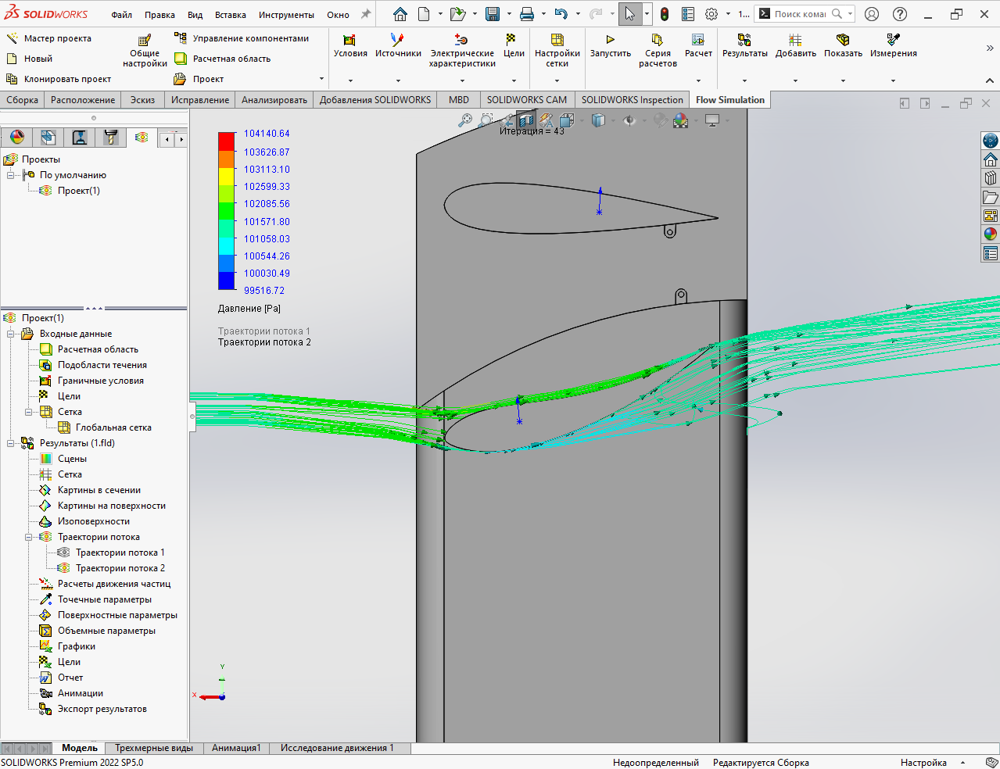 SOLIDWORKS
Файл Правка Вид Вставка Инструменты Окно
1...
Поиск коман
Мастер проекта
Новый
Клонировать проект
Общие настройки
Управление компонентами
Расчетная область
Проект
Условия
Источники
Электрические характеристики
Цели
Настройки сетки
Запустить
Серия расчетов
Расчет
Результаты
Добавить
Показать
Измерения
Сборка Расположение Эскиз Исправление Анализировать Добавления SOLIDWORKS MBD SOLIDWORKS CAM SOLIDWORKS Inspection Flow Simulation
Проекты
По умолчанию
Проект(1)
Проект(1)
Входные данные
Расчетная область
Подобласти течения
Граничные условия
Цели
Сетка
Глобальная сетка
Результаты (1.fld)
Сцены
Сетка
Картины в сечении
Картины на поверхности
Изоповерхности
Траектории потока
Траектории потока 1
Траектории потока 2
Расчеты движения частиц
Точечные параметры
Поверхностные параметры
Объемные параметры
Графики
Цели
Отчет
Анимации
Экспорт результатов
Итерация = 43
104140.64
103626.87
103113.10
102599.33
102085.56
101571.80
101058.03
100544.26
100030.49
99516.72
Давление [Pa]
Траектории потока 1
Траектории потока 2
Y
X
Модель Трехмерные виды Анимация1 Исследование движения 1
SOLIDWORKS Premium 2022 SP5.0
Недоопределенный Редактируется Сборка Настройка